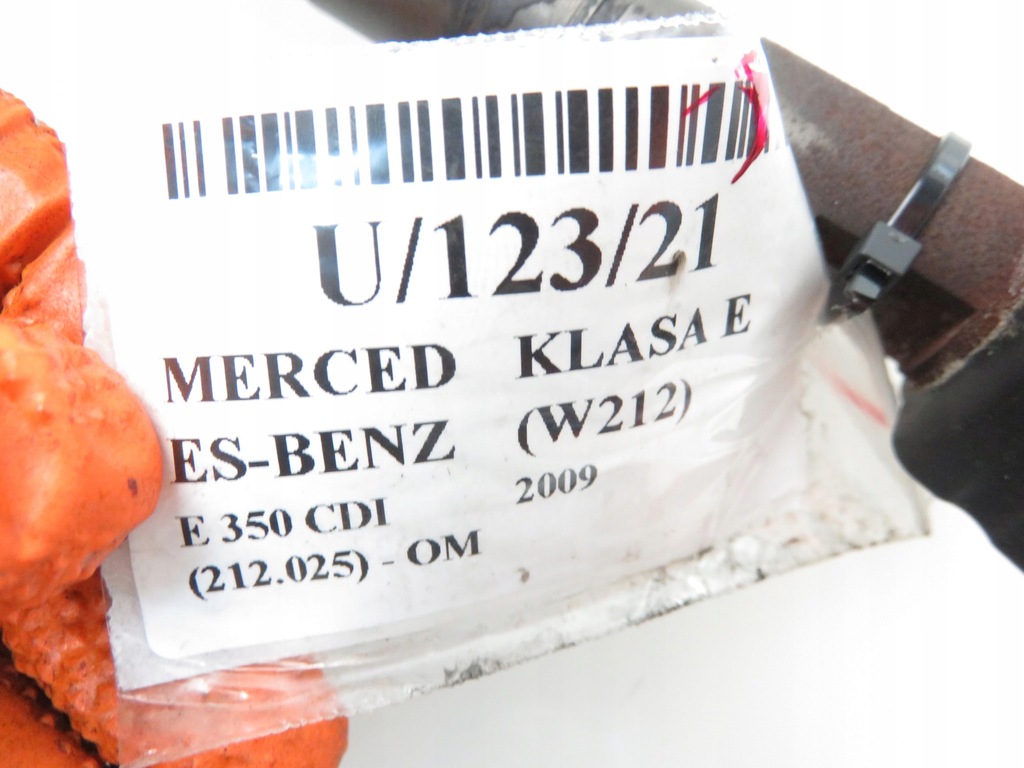 U/123/21
MERCED KLASA E
ES-BENZ (W212)
E 350 CDI 2009
(212.025) - OM